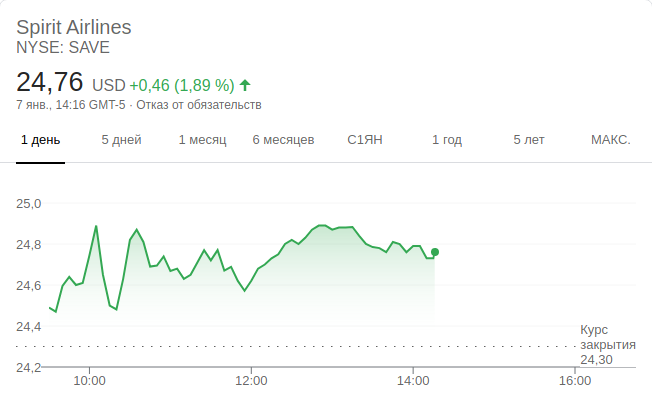 Spirit Airlines
NYSE: SAVE
24,76 USD +0,46 (1,89 %)
7 янв., 14:16 GMT-5 · Отказ от обязательств
1 день 5 дней 1 месяц 6 месяцев С1ЯН 1 год 5 лет МАКС.
25,0
24,8
24,6
24,4
Курс
закрытия
24,30
24,2
10:00 12:00 14:00 16:00